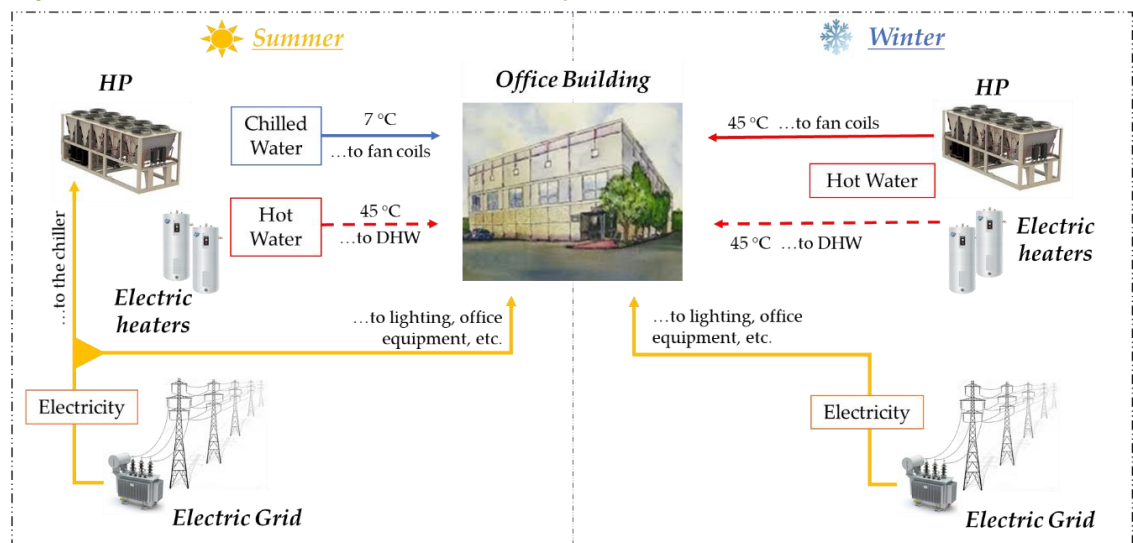 Summer
Winter
HP
Office Building
HP
Chilled
Water
7 °C
…to fan coils
45 °C …to fan coils
Hot Water
Hot
Water
45 °C
…to DHW
45 °C …to DHW
Electric
heaters
Electric
heaters
…to the chiller
…to lighting, office
equipment, etc.
…to lighting, office
equipment, etc.
Electricity
Electricity
Electric Grid
Electric Grid